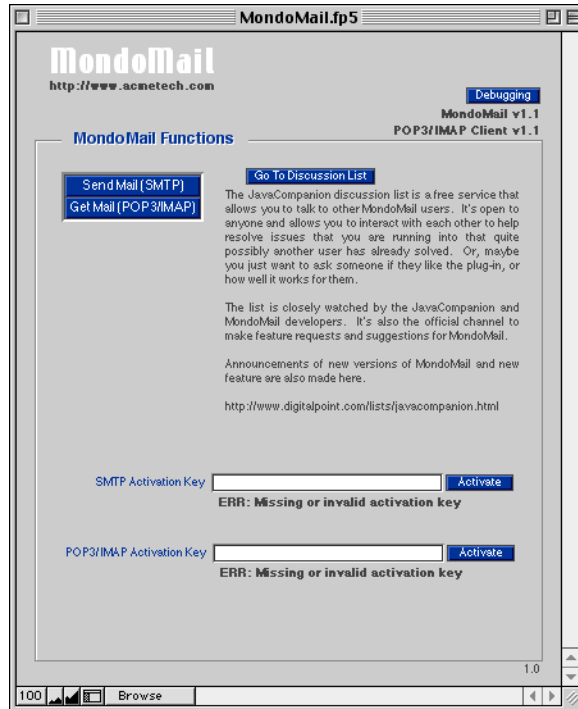 MondoMail.fp5
MondoMail
http://www.acmetech.com
Debugging
MondoMail v1.1
POP3/IMAP Client v1.1
MondoMail Functions
Send Mail (SMTP)
Get Mail (POP3/IMAP)
Go To Discussion List
The JavaCompanion discussion list is a free service that
allows you to talk to other MondoMail users. It's open to
anyone and allows you to interact with each other to help
resolve issues that you are running into that quite
possibly another user has already solved. Or, maybe
you just want to ask someone if they like the plug-in, or
how well it works for them.
The list is closely watched by the JavaCompanion and
MondoMail developers. It's also the official channel to
make feature requests and suggestions for MondoMail.
Announcements of new versions of MondoMail and new
feature are also made here.
http://www.digitalpoint.com/lists/javacompanion.html
SMTP Activation Key
Activate
ERR: Missing or invalid activation key
POP3/IMAP Activation Key
Activate
ERR: Missing or invalid activation key
1.0
100
Browse